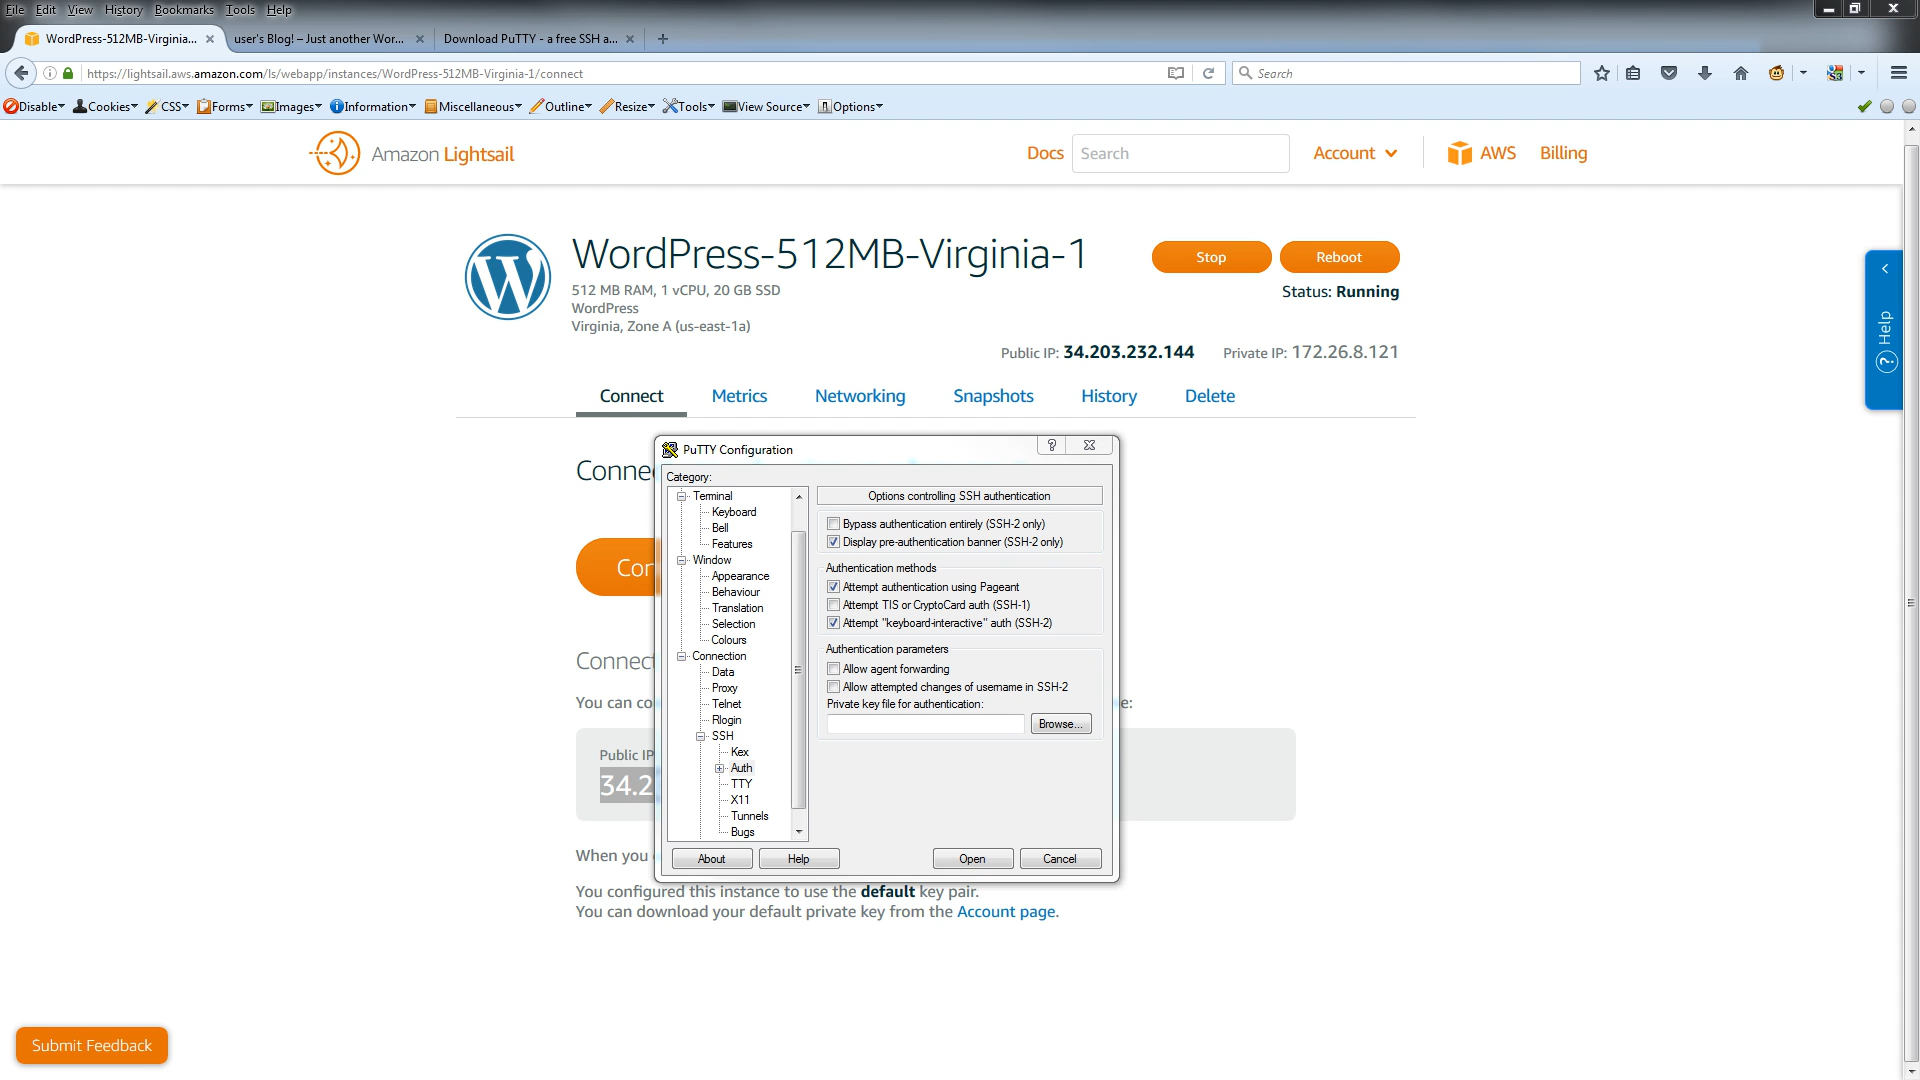 File Edit View History Bookmarks Tools Help
WordPress-512MB-Virginia... user's Blog! – Just another Wor... Download PuTTY - a free SSH a...
https://lightsail.aws.amazon.com/ls/webapp/instances/WordPress-512MB-Virginia-1/connect Search
Disable Cookies CSS Forms Images Information Miscellaneous Outline Resize Tools View Source Options
Amazon Lightsail Docs Search Account AWS Billing
WordPress-512MB-Virginia-1
Stop Reboot
512 MB RAM, 1 vCPU, 20 GB SSD
WordPress
Virginia, Zone A (us-east-1a)
Status: Running
Public IP: 34.203.232.144 Private IP: 172.26.8.121
Help
Connect Metrics Networking Snapshots History Delete
Connec
Con
Connect
You can co
e:
Public IP
34.2
When you
PuTTY Configuration
Category:
Terminal
Keyboard
Bell
Features
Window
Appearance
Behaviour
Translation
Selection
Colours
Connection
Data
Proxy
Telnet
Rlogin
SSH
Kex
Auth
TTY
X11
Tunnels
Bugs
Options controlling SSH authentication
Bypass authentication entirely (SSH-2 only)
Display pre-authentication banner (SSH-2 only)
Authentication methods
Attempt authentication using Pageant
Attempt TIS or CryptoCard auth (SSH-1)
Attempt "keyboard-interactive" auth (SSH-2)
Authentication parameters
Allow agent forwarding
Allow attempted changes of username in SSH-2
Private key file for authentication:
Browse...
About Help Open Cancel
You configured this instance to use the default key pair.
You can download your default private key from the Account page.
Submit Feedback